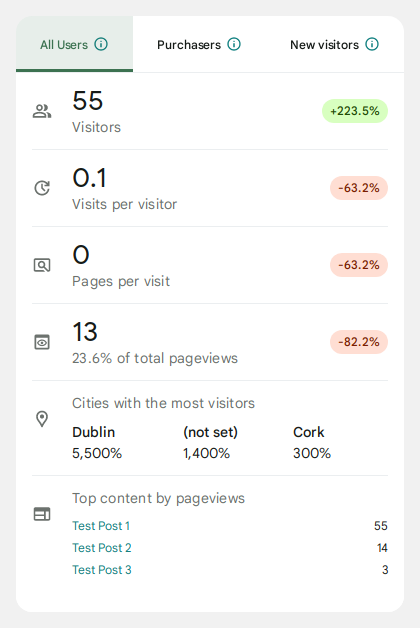 All Users Purchasers New visitors
55
Visitors
+223.5%
0.1
Visits per visitor
-63.2%
0
Pages per visit
-63.2%
13
23.6% of total pageviews
-82.2%
Cities with the most visitors
Dublin (not set) Cork
5,500% 1,400% 300%
Top content by pageviews
Test Post 1 55
Test Post 2 14
Test Post 3 3